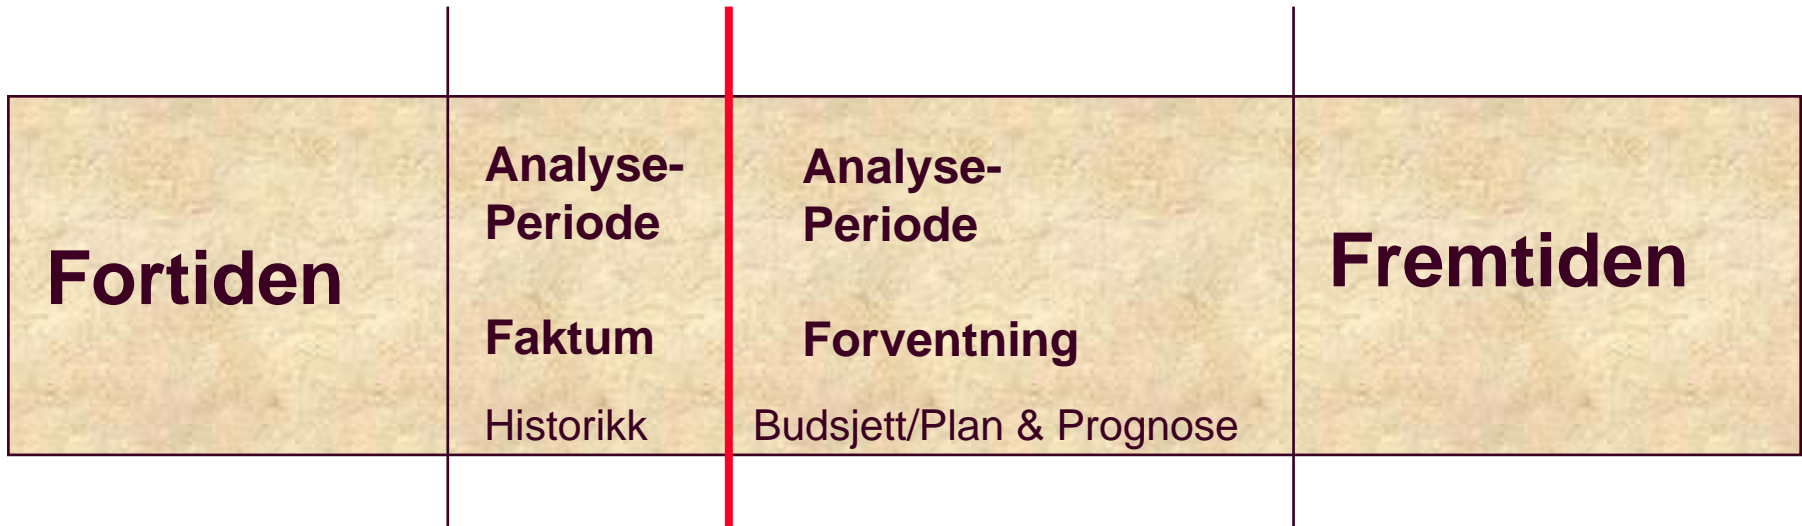 Fortiden
Analyse-
Periode
Faktum
Historikk
Analyse-
Periode
Forventning
Budsjett/Plan & Prognose
Fremtiden